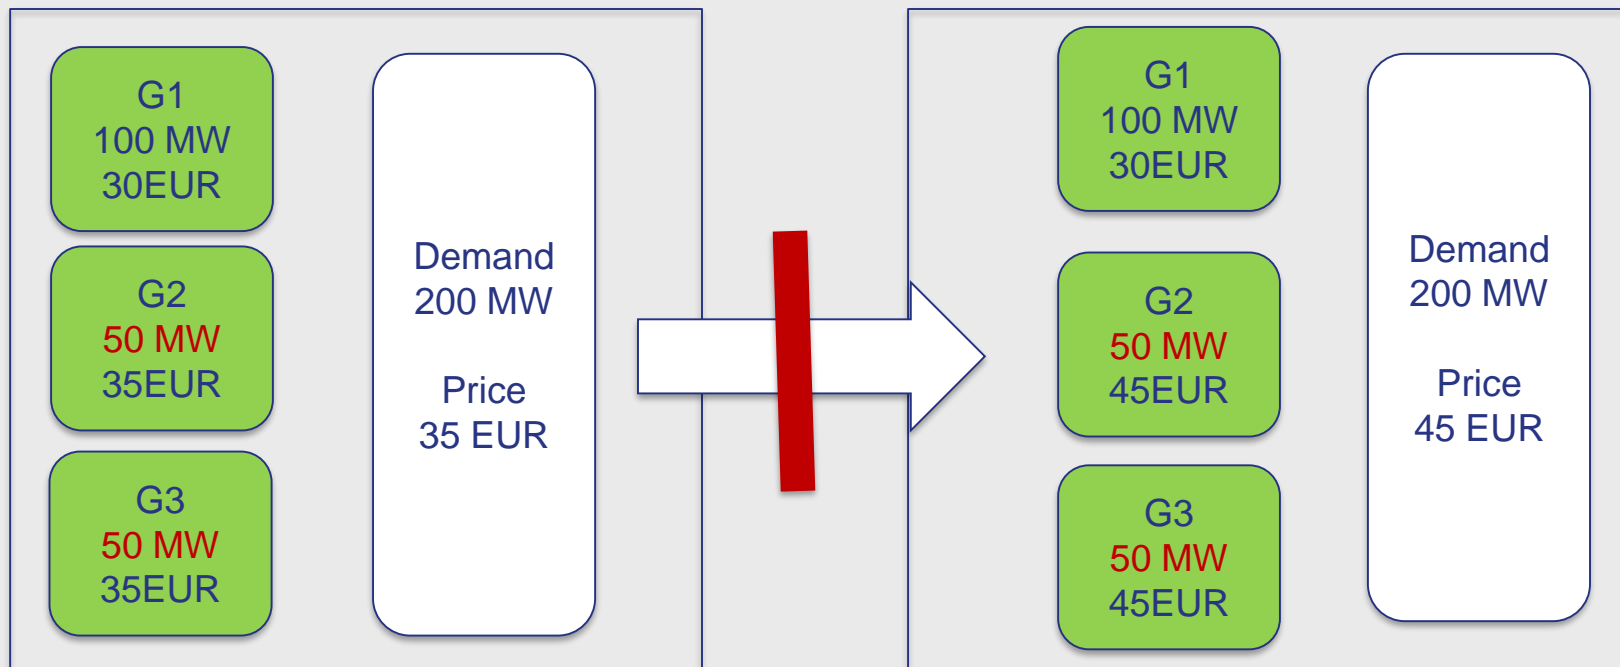 G1
100 MW
30EUR
G2
50 MW
35EUR
G3
50 MW
35EUR
Demand
200 MW
Price
35 EUR
G1
100 MW
30EUR
G2
50 MW
45EUR
G3
50 MW
45EUR
Demand
200 MW
Price
45 EUR